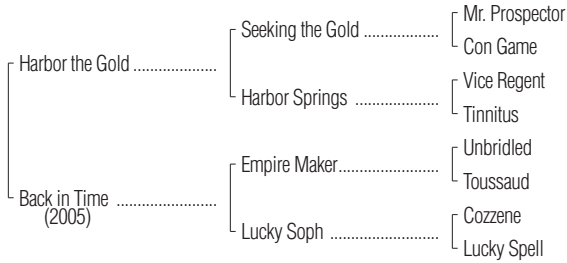 Mr. Prospector
Seeking the Gold ..................
Con Game
Harbor the Gold ....................
Vice Regent
Harbor Springs ....................
Tinnitus
Unbridled
Empire Maker........................
Toussaud
Back in Time ........................
(2005)
Cozzene
Lucky Soph ..........................
Lucky Spell